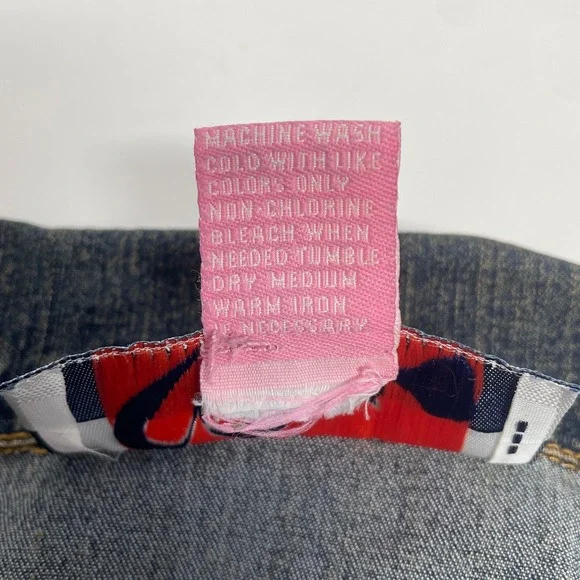 MACHINE WASH
COLD WITH LIKE
COLORS ONLY
NON-CHLORINE
BLEACH WHEN
NEEDED TUMBLE
DRY MEDIUM
WARM IRON
IF NECESSARY